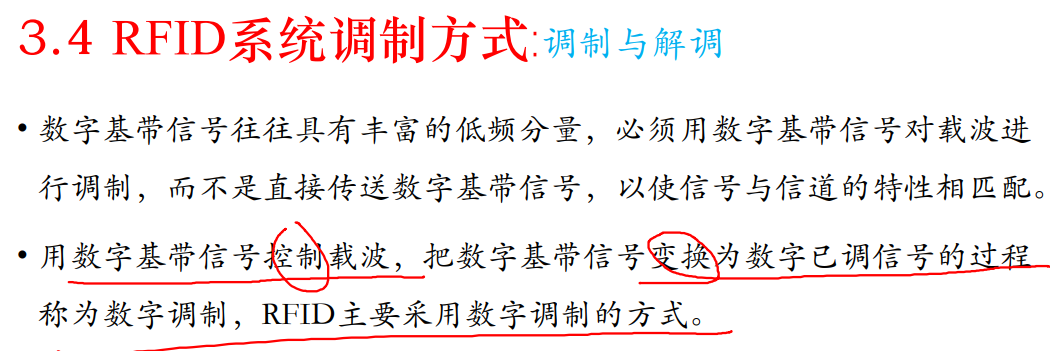 3.4 RFID系统调制方式:调制与解调
• 数字基带信号往往具有丰富的低频分量，必须用数字基带信号对载波进
行调制，而不是直接传送数字基带信号，以使信号与信道的特性相匹配。
• 用数字基带信号控制载波，把数字基带信号变换为数字已调信号的过程
称为数字调制，RFID主要采用数字调制的方式。